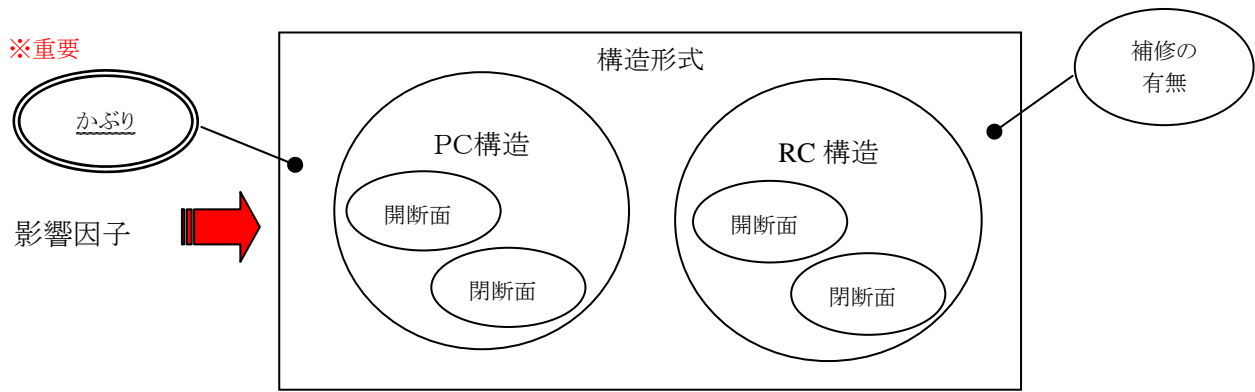 ※重要
かぶり
影響因子
構造形式
PC構造
開断面
閉断面
RC 構造
開断面
閉断面
補修の
有無